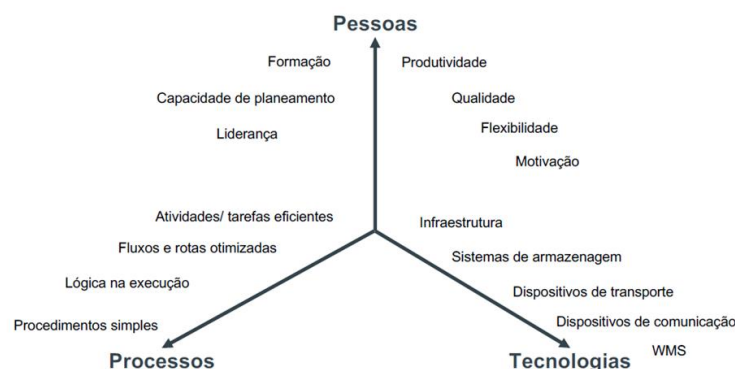 Pessoas
Formação
Produtividade
Capacidade de planeamento
Qualidade
Liderança
Flexibilidade
Motivação
Atividades/ tarefas eficientes
Infraestrutura
Fluxos e rotas otimizadas
Sistemas de armazenagem
Lógica na execução
Dispositivos de transporte
Procedimentos simples
Dispositivos de comunicação
WMS
Processos
Tecnologias